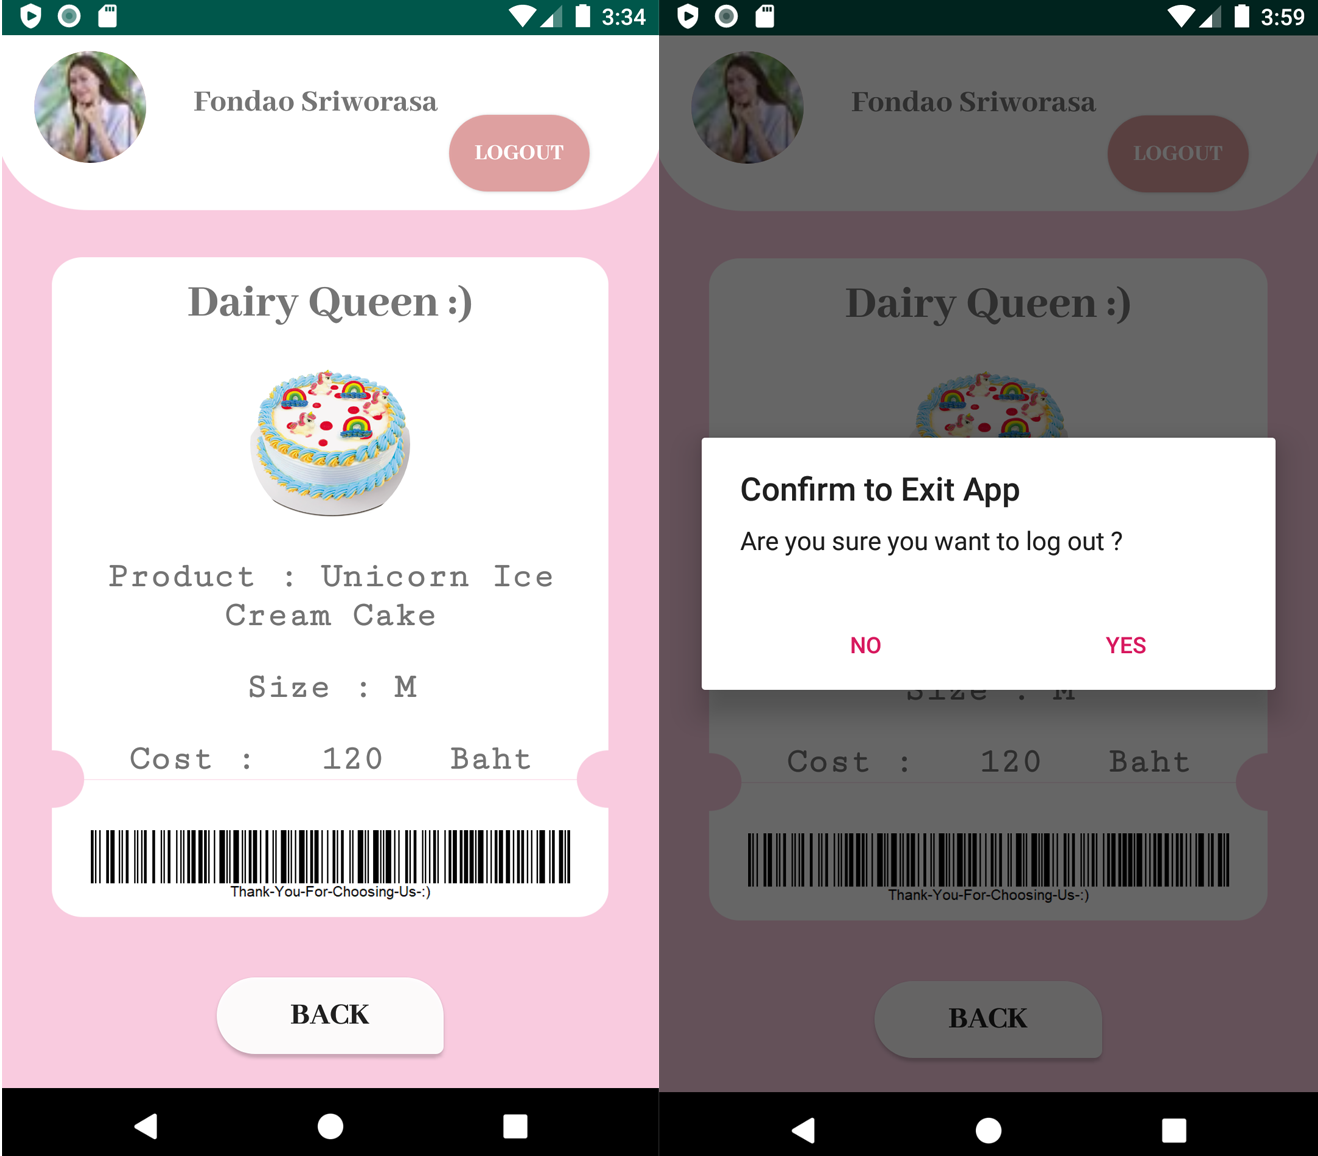 3:34
Fondao Sriworasa
LOGOUT
Dairy Queen :)
Product : Unicorn Ice
Cream Cake
Size : M
Cost : 120 Baht
Thank-You-For-Choosing-Us-:)
BACK
3:59
Fondao Sriworasa
LOGOUT
Dairy Queen :)
Confirm to Exit App
Are you sure you want to log out ?
NO YES
Size : M
Cost : 120 Baht
Thank-You-For-Choosing-Us-:)
BACK